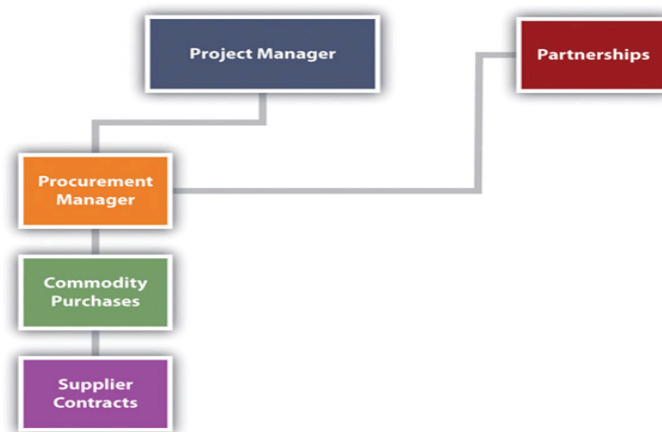 Project Manager
Partnerships
Procurement
Manager
Commodity
Purchases
Supplier
Contracts